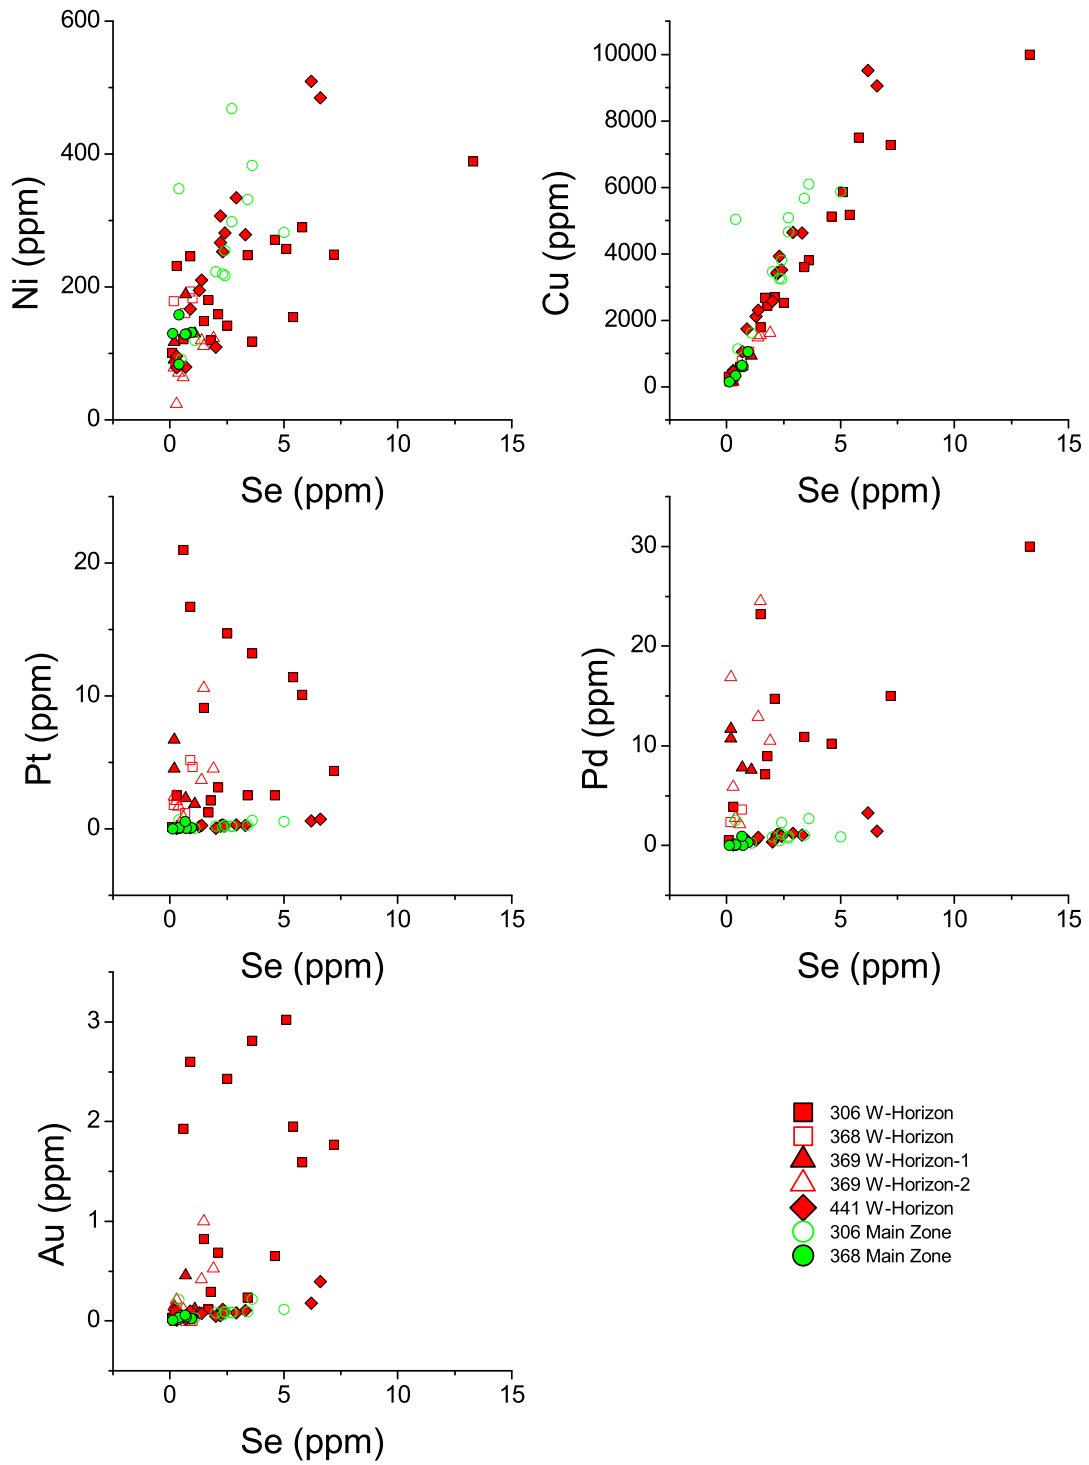 600
400
200
0
Ni (ppm)
0 5 10 15
Se (ppm)
10000
8000
6000
4000
2000
0
Cu (ppm)
0 5 10 15
Se (ppm)
20
10
0
Pt (ppm)
0 5 10 15
Se (ppm)
30
20
10
0
Pd (ppm)
0 5 10 15
Se (ppm)
3
2
1
0
Au (ppm)
0 5 10 15
Se (ppm)
306 W-Horizon
368 W-Horizon
369 W-Horizon-1
369 W-Horizon-2
441 W-Horizon
306 Main Zone
368 Main Zone